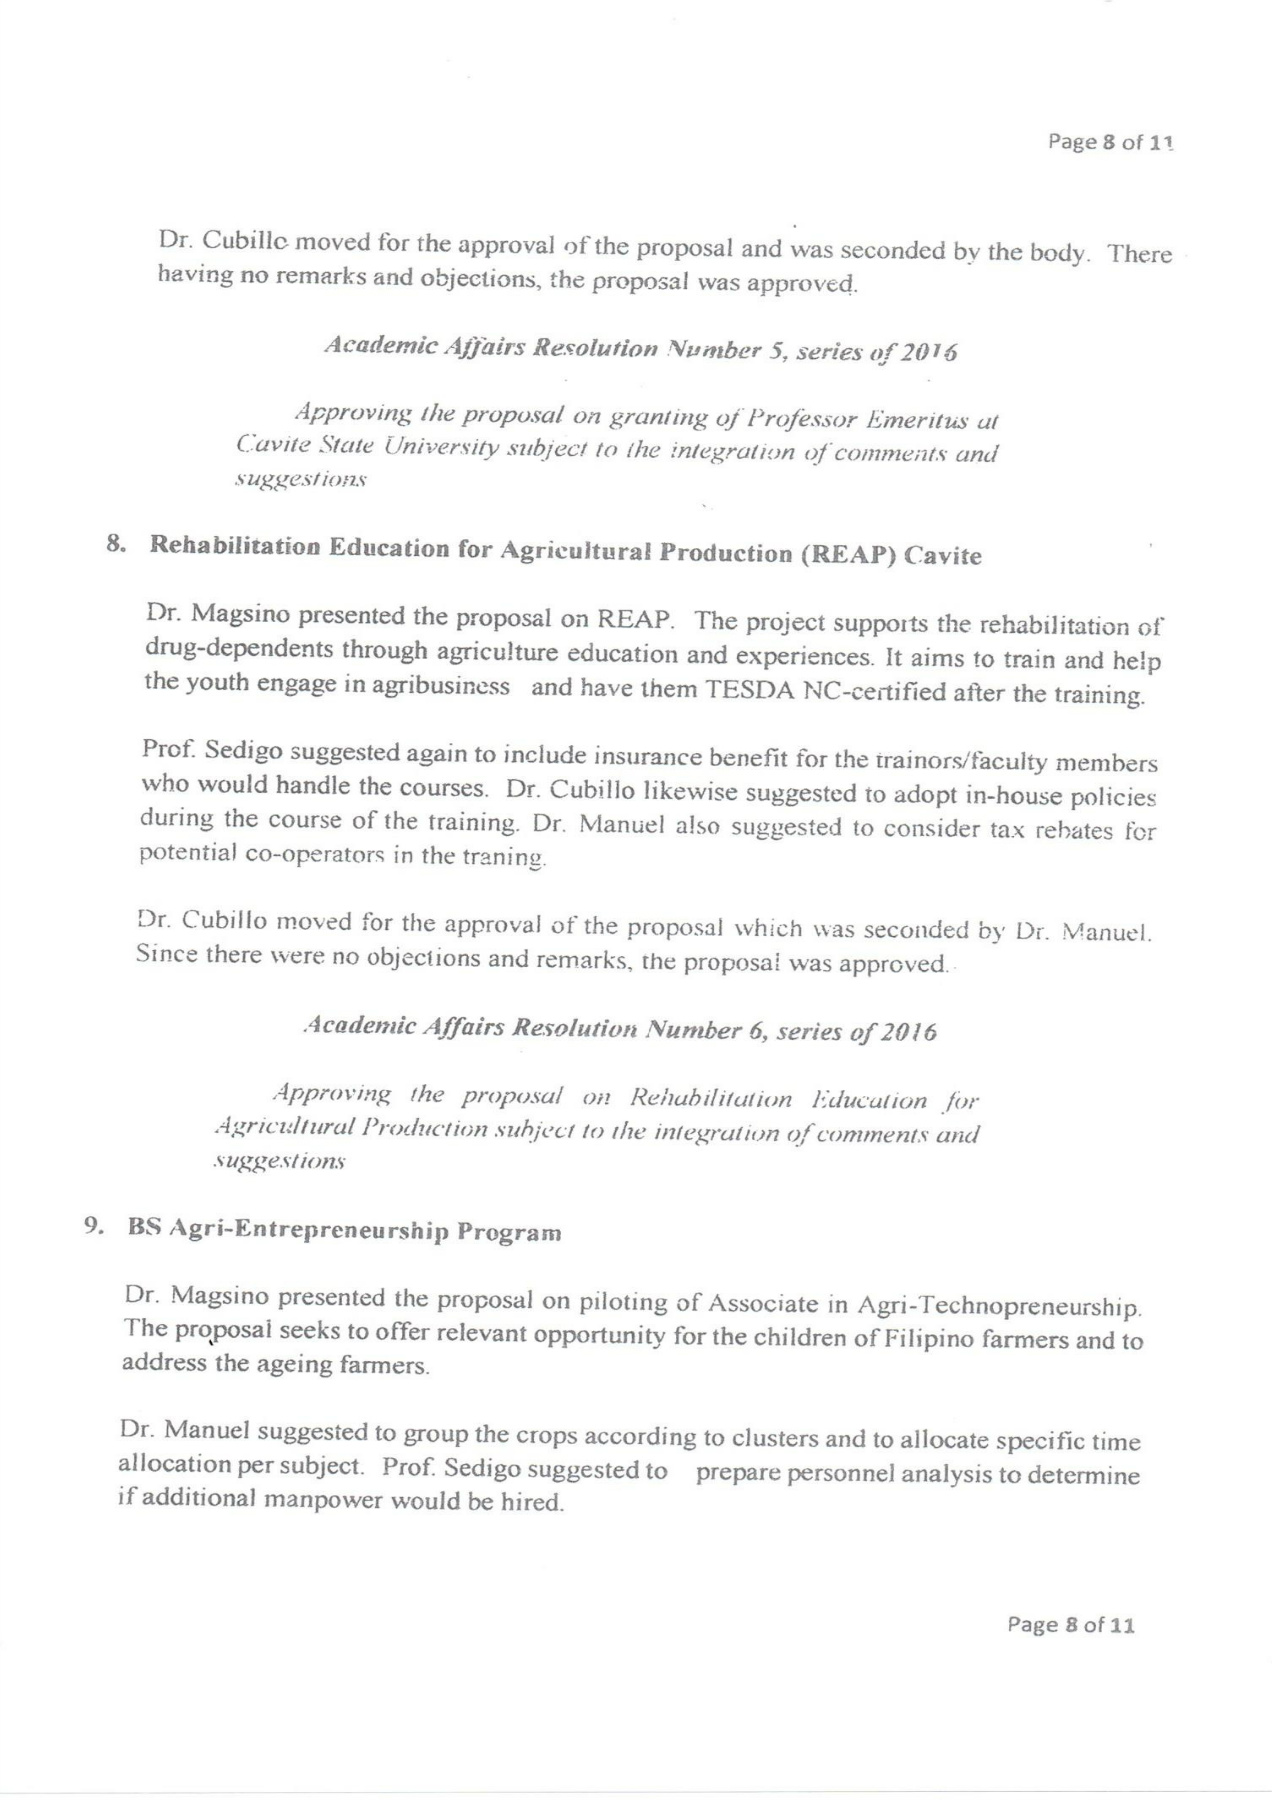 Page 8 of 11
Dr. Cubillo moved for the approval of the proposal and was seconded by the body. There
having no remarks and objections, the proposal was approved.
Academic Affairs Resolution Number 5, series of 2016
Approving the proposal on granting of Professor Emeritus at
Cavite State University subject to the integration of comments and
suggestions
8. Rehabilitation Education for Agricultural Production (REAP) Cavite
Dr. Magsino presented the proposal on REAP. The project supports the rehabilitation of
drug-dependents through agriculture education and experiences. It aims to train and help
the youth engage in agribusiness and have them TESDA NC-certified after the training.
Prof. Sedigo suggested again to include insurance benefit for the trainors/faculty members
who would handle the courses. Dr. Cubillo likewise suggested to adopt in-house policies
during the course of the training. Dr. Manuel also suggested to consider tax rebates for
potential co-operators in the traning.
Dr. Cubillo moved for the approval of the proposal which was seconded by Dr. Manuel.
Since there were no objections and remarks, the proposal was approved.
Academic Affairs Resolution Number 6, series of 2016
Approving the proposal on Rehabilitation Education for
Agricultural Production subject to the integration of comments and
suggestions
9. BS Agri-Entrepreneurship Program
Dr. Magsino presented the proposal on piloting of Associate in Agri-Technopreneurship.
The proposal seeks to offer relevant opportunity for the children of Filipino farmers and to
address the ageing farmers.
Dr. Manuel suggested to group the crops according to clusters and to allocate specific time
allocation per subject. Prof. Sedigo suggested to prepare personnel analysis to determine
if additional manpower would be hired.
Page 8 of 11